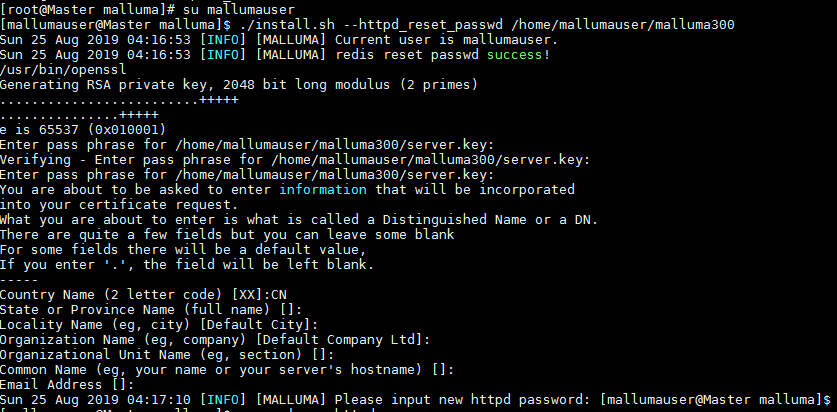 [root@Master malluma]# su mallumauser
[mallumauser@Master malluma]$ ./install.sh --httpd_reset_passwd /home/mallumauser/malluma300
Sun 25 Aug 2019 04:16:53 [INFO] [MALLUMA] Current user is mallumauser.
Sun 25 Aug 2019 04:16:53 [INFO] [MALLUMA] redis reset passwd success!
/usr/bin/openssl
Generating RSA private key, 2048 bit long modulus (2 primes)
..........................+++++
...............+++++
e is 65537 (0x010001)
Enter pass phrase for /home/mallumauser/malluma300/server.key:
Verifying - Enter pass phrase for /home/mallumauser/malluma300/server.key:
Enter pass phrase for /home/mallumauser/malluma300/server.key:
You are about to be asked to enter information that will be incorporated
into your certificate request.
What you are about to enter is what is called a Distinguished Name or a DN.
There are quite a few fields but you can leave some blank
For some fields there will be a default value,
If you enter '.', the field will be left blank.
-----
Country Name (2 letter code) [XX]:CN
State or Province Name (full name) []:
Locality Name (eg, city) [Default City]:
Organization Name (eg, company) [Default Company Ltd]:
Organizational Unit Name (eg, section) []:
Common Name (eg, your name or your server's hostname) []:
Email Address []:
Sun 25 Aug 2019 04:17:10 [INFO] [MALLUMA] Please input new httpd password: [mallumauser@Master malluma]$